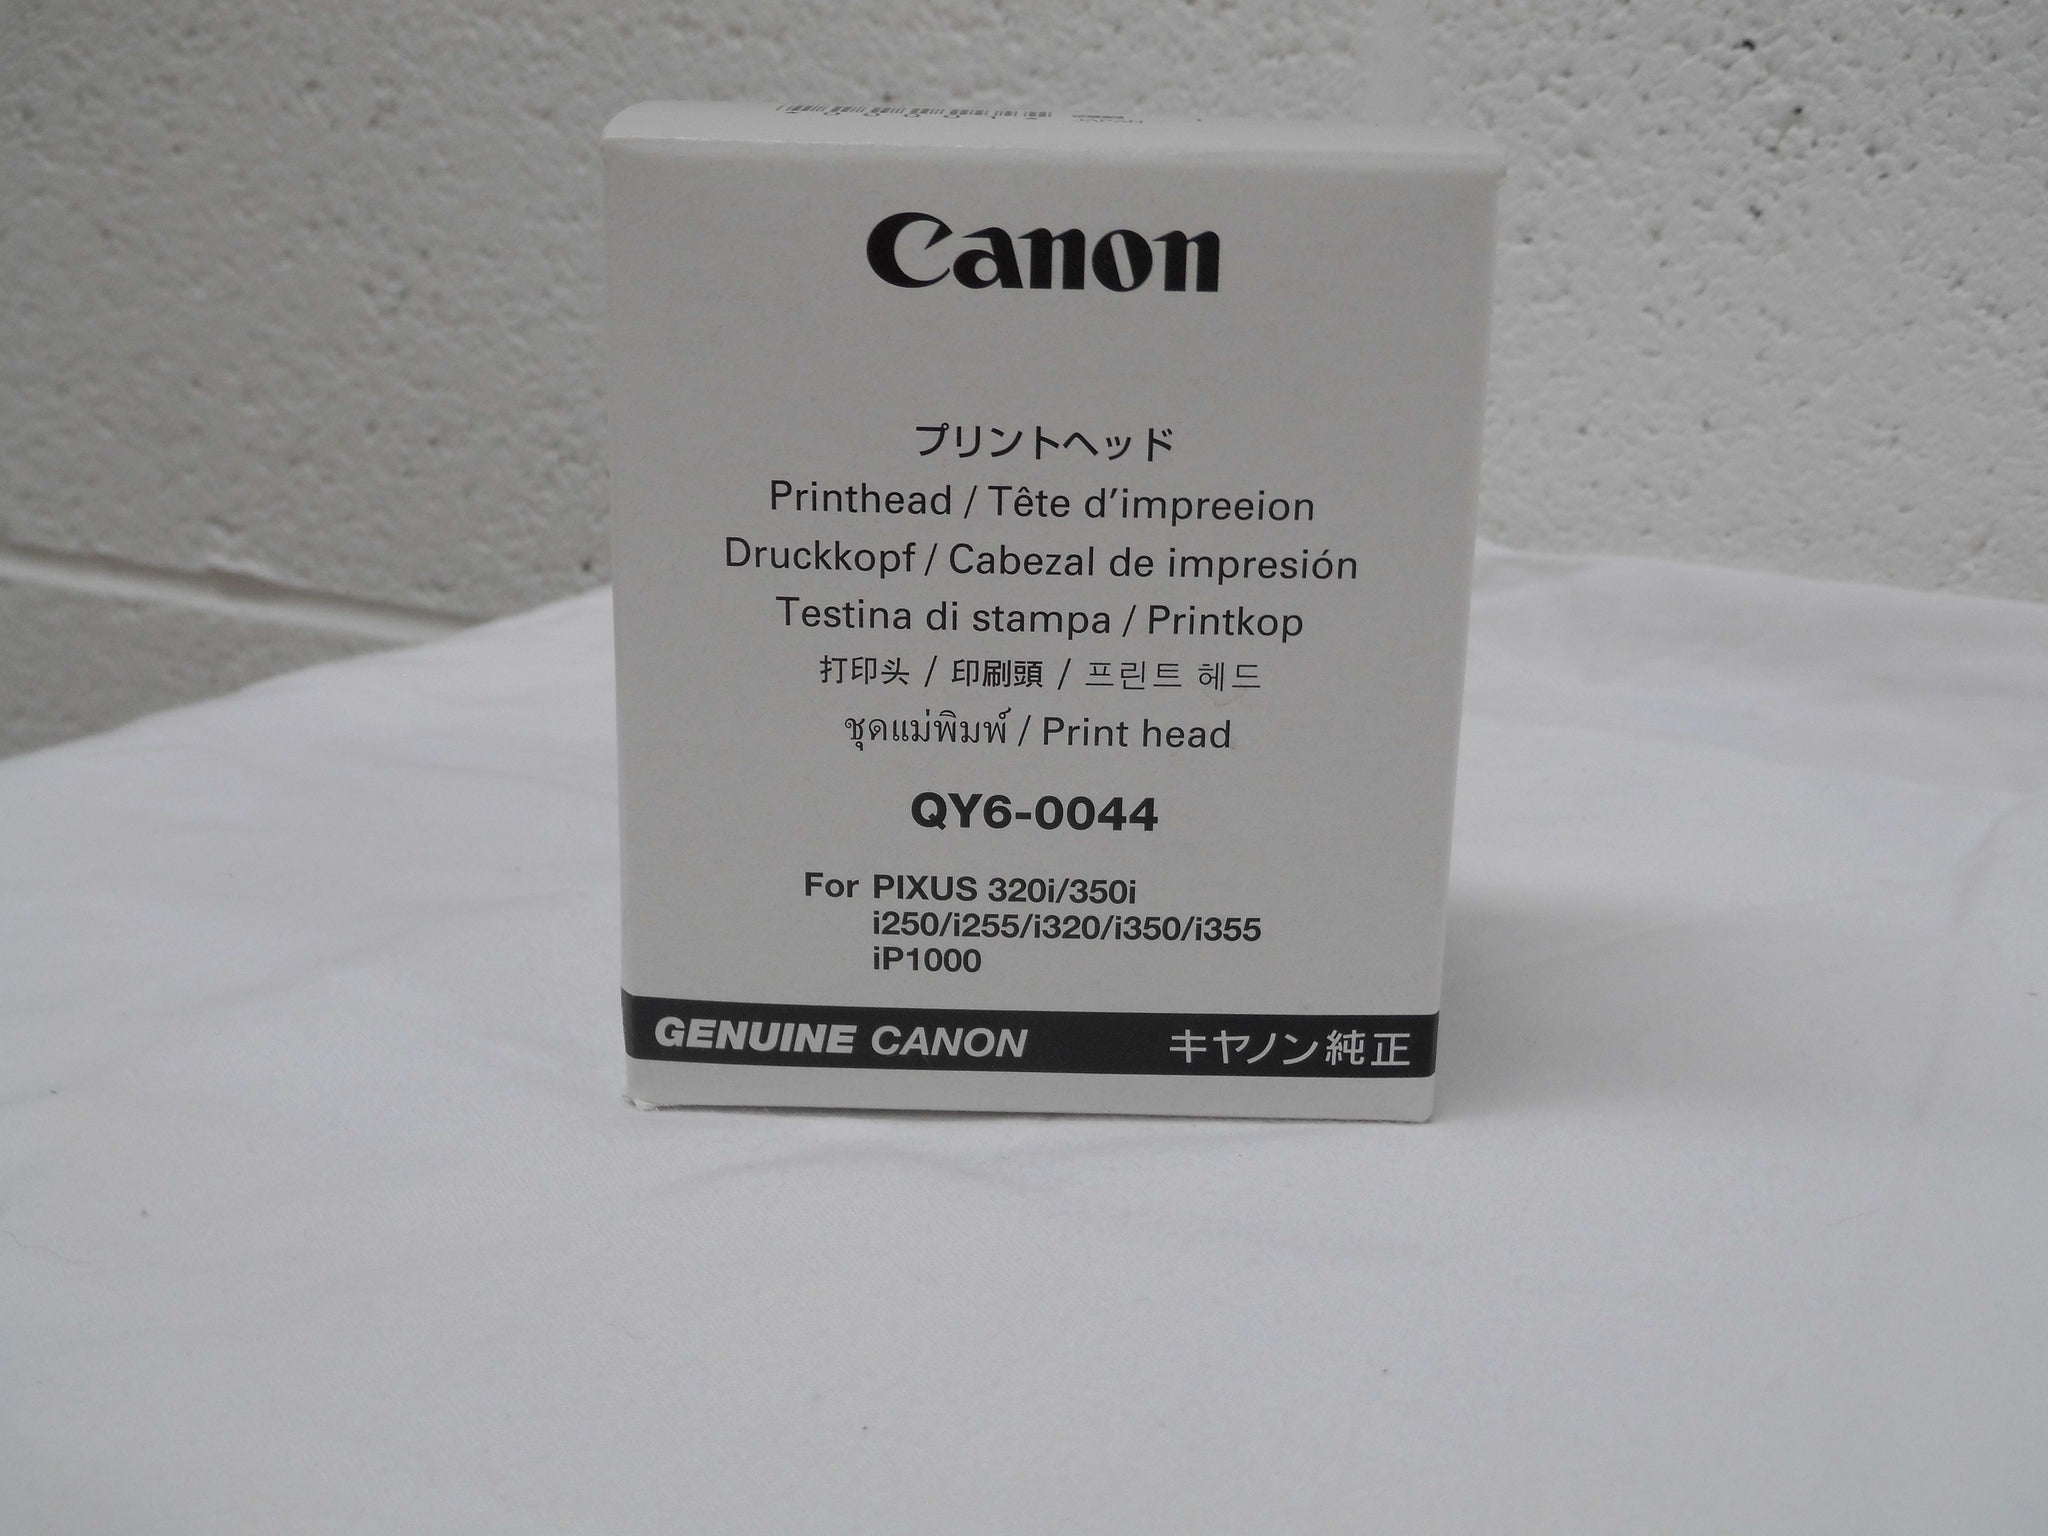 JAPAN
Canon
プリントヘッド
Printhead / Tête d'impreeion
Druckkopf / Cabezal de impresión
Testina di stampa / Printkop
打印头 / 印刷頭 / 프린트 헤드
ชุดแม่พิมพ์ / Print head
QY6-0044
For PIXUS 320i/350i
i250/i255/i320/i350/i355
iP1000
GENUINE CANON キヤノン純正